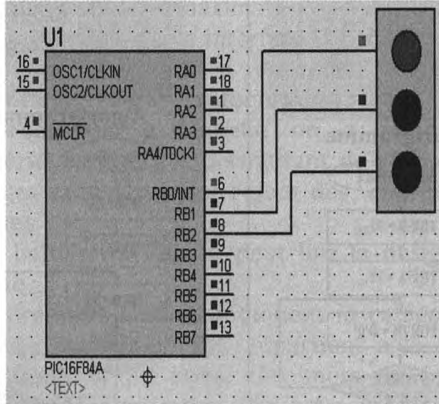 U1
16 OSC1/CLKIN RA0 17
15 OSC2/CLKOUT RA1 18
RA2 1
4 MCLR RA3 2
RA4/T0CKI 3
RB0/INT 6
RB1 7
RB2 8
RB3 9
RB4 10
RB5 11
RB6 12
RB7 13
PIC16F84A
<TEXT>